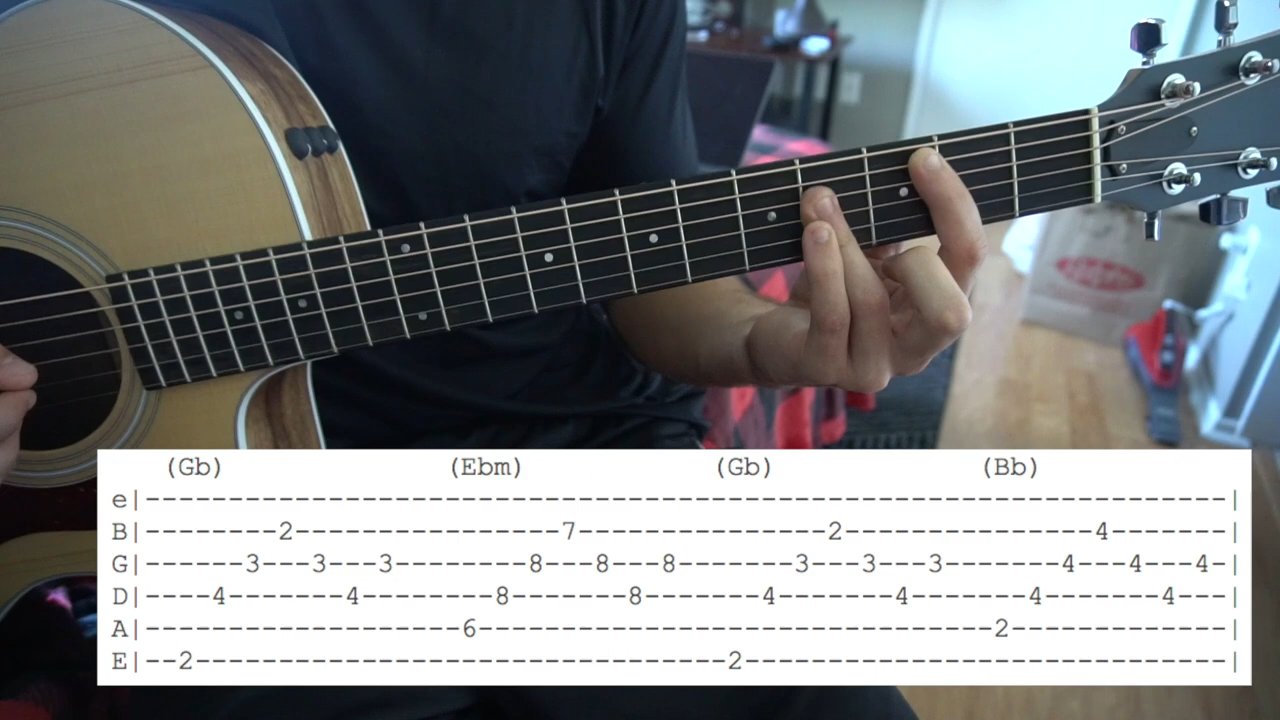 (Gb)             (Ebm)           (Gb)            (Bb)
e|-----------------------------------------------------------------|
B|--------2----------------7---------------2---------------4-------|
G|------3---3---3--------8---8---8-------3---3---3-------4---4---4-|
D|----4-------4--------8-------8-------4-------4-------4-------4---|
A|-------------------6-------------------------------2-------------|
E|--2--------------------------------2-----------------------------|